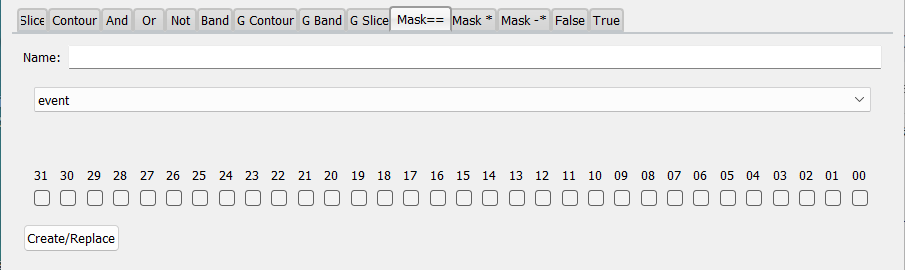 Slice Contour And Or Not Band G Contour G Band G Slice Mask== Mask * Mask -* False True
Name:
event
31 30 29 28 27 26 25 24 23 22 21 20 19 18 17 16 15 14 13 12 11 10 09 08 07 06 05 04 03 02 01 00
Create/Replace